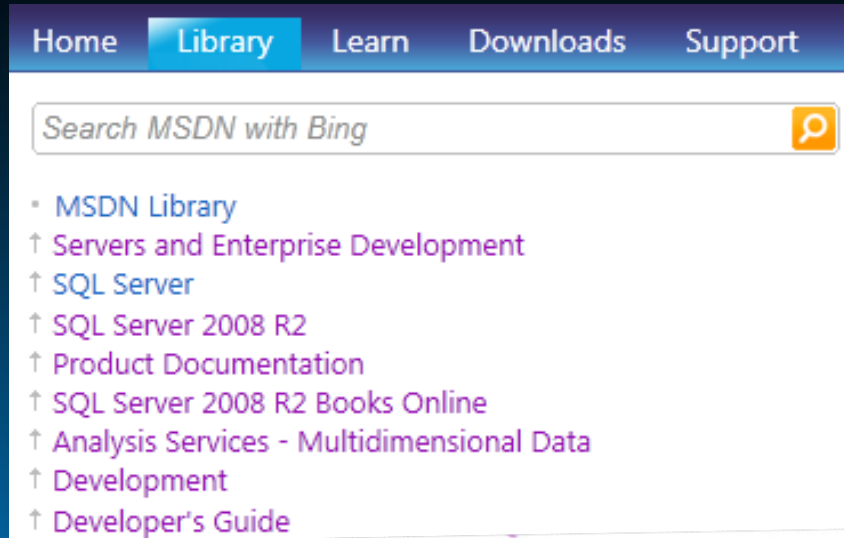 Home Library Learn Downloads Support
Search MSDN with Bing
MSDN Library
↑ Servers and Enterprise Development
↑ SQL Server
↑ SQL Server 2008 R2
↑ Product Documentation
↑ SQL Server 2008 R2 Books Online
↑ Analysis Services - Multidimensional Data
↑ Development
↑ Developer's Guide